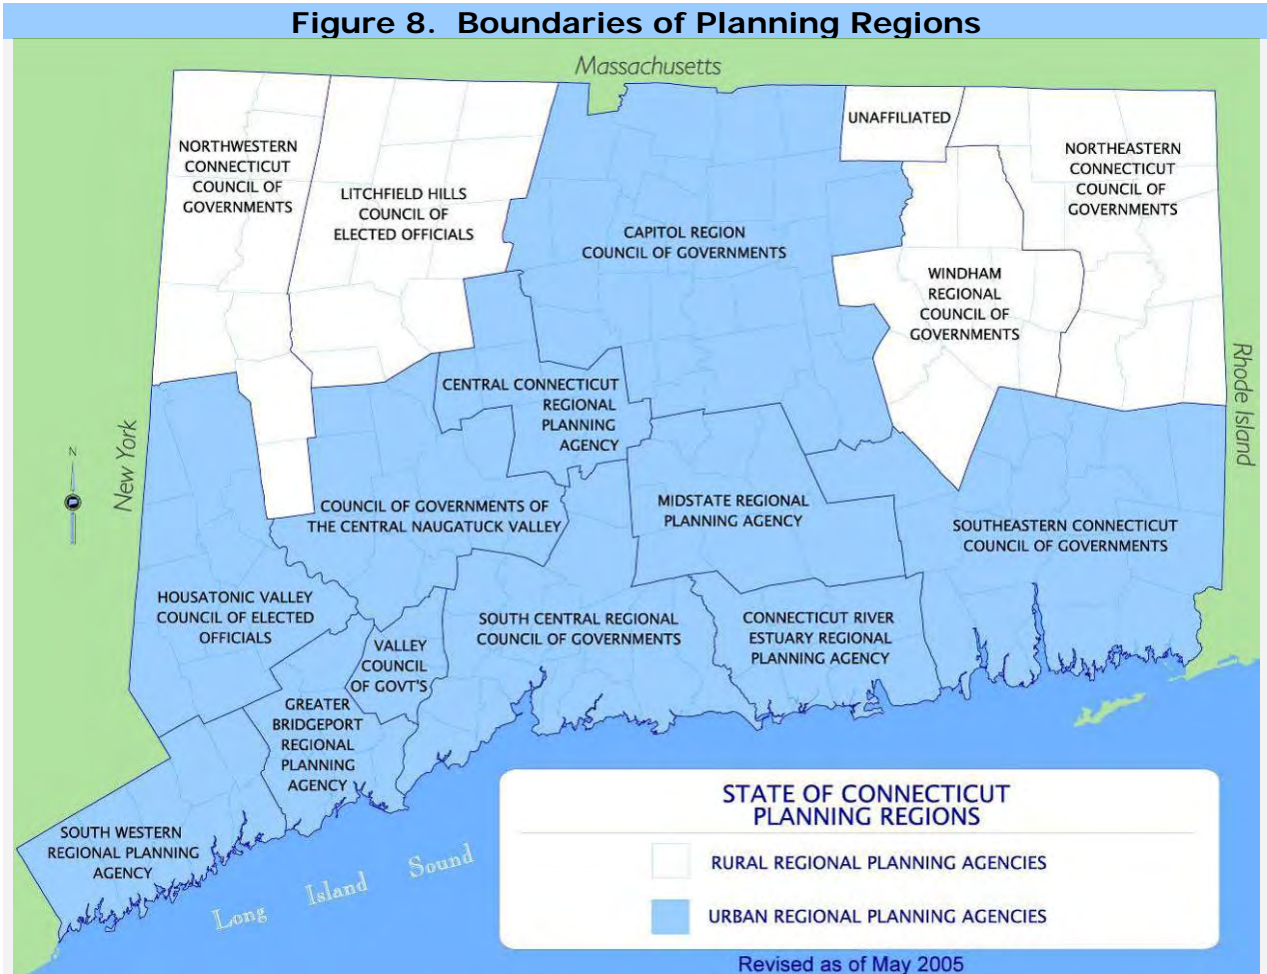 Figure 8.  Boundaries of Planning Regions
Massachusetts
UNAFFILIATED
NORTHWESTERN
CONNECTICUT
COUNCIL OF
GOVERNMENTS
LITCHFIELD HILLS
COUNCIL OF
ELECTED OFFICIALS
CAPITOL REGION
COUNCIL OF GOVERNMENTS
NORTHEASTERN
CONNECTICUT
COUNCIL OF
GOVERNMENTS
WINDHAM
REGIONAL
COUNCIL OF
GOVERNMENTS
Rhode Island
New York
N
CENTRAL CONNECTICUT
REGIONAL
PLANNING
AGENCY
COUNCIL OF GOVERNMENTS OF
THE CENTRAL NAUGATUCK VALLEY
MIDSTATE REGIONAL
PLANNING AGENCY
SOUTHEASTERN CONNECTICUT
COUNCIL OF GOVERNMENTS
HOUSATONIC VALLEY
COUNCIL OF ELECTED
OFFICIALS
VALLEY
COUNCIL
OF GOVT'S
SOUTH CENTRAL REGIONAL
COUNCIL OF GOVERNMENTS
CONNECTICUT RIVER
ESTUARY REGIONAL
PLANNING AGENCY
GREATER
BRIDGEPORT
REGIONAL
PLANNING
AGENCY
SOUTH WESTERN
REGIONAL PLANNING
AGENCY
Long Island Sound
STATE OF CONNECTICUT
PLANNING REGIONS
RURAL REGIONAL PLANNING AGENCIES
URBAN REGIONAL PLANNING AGENCIES
Revised as of May 2005